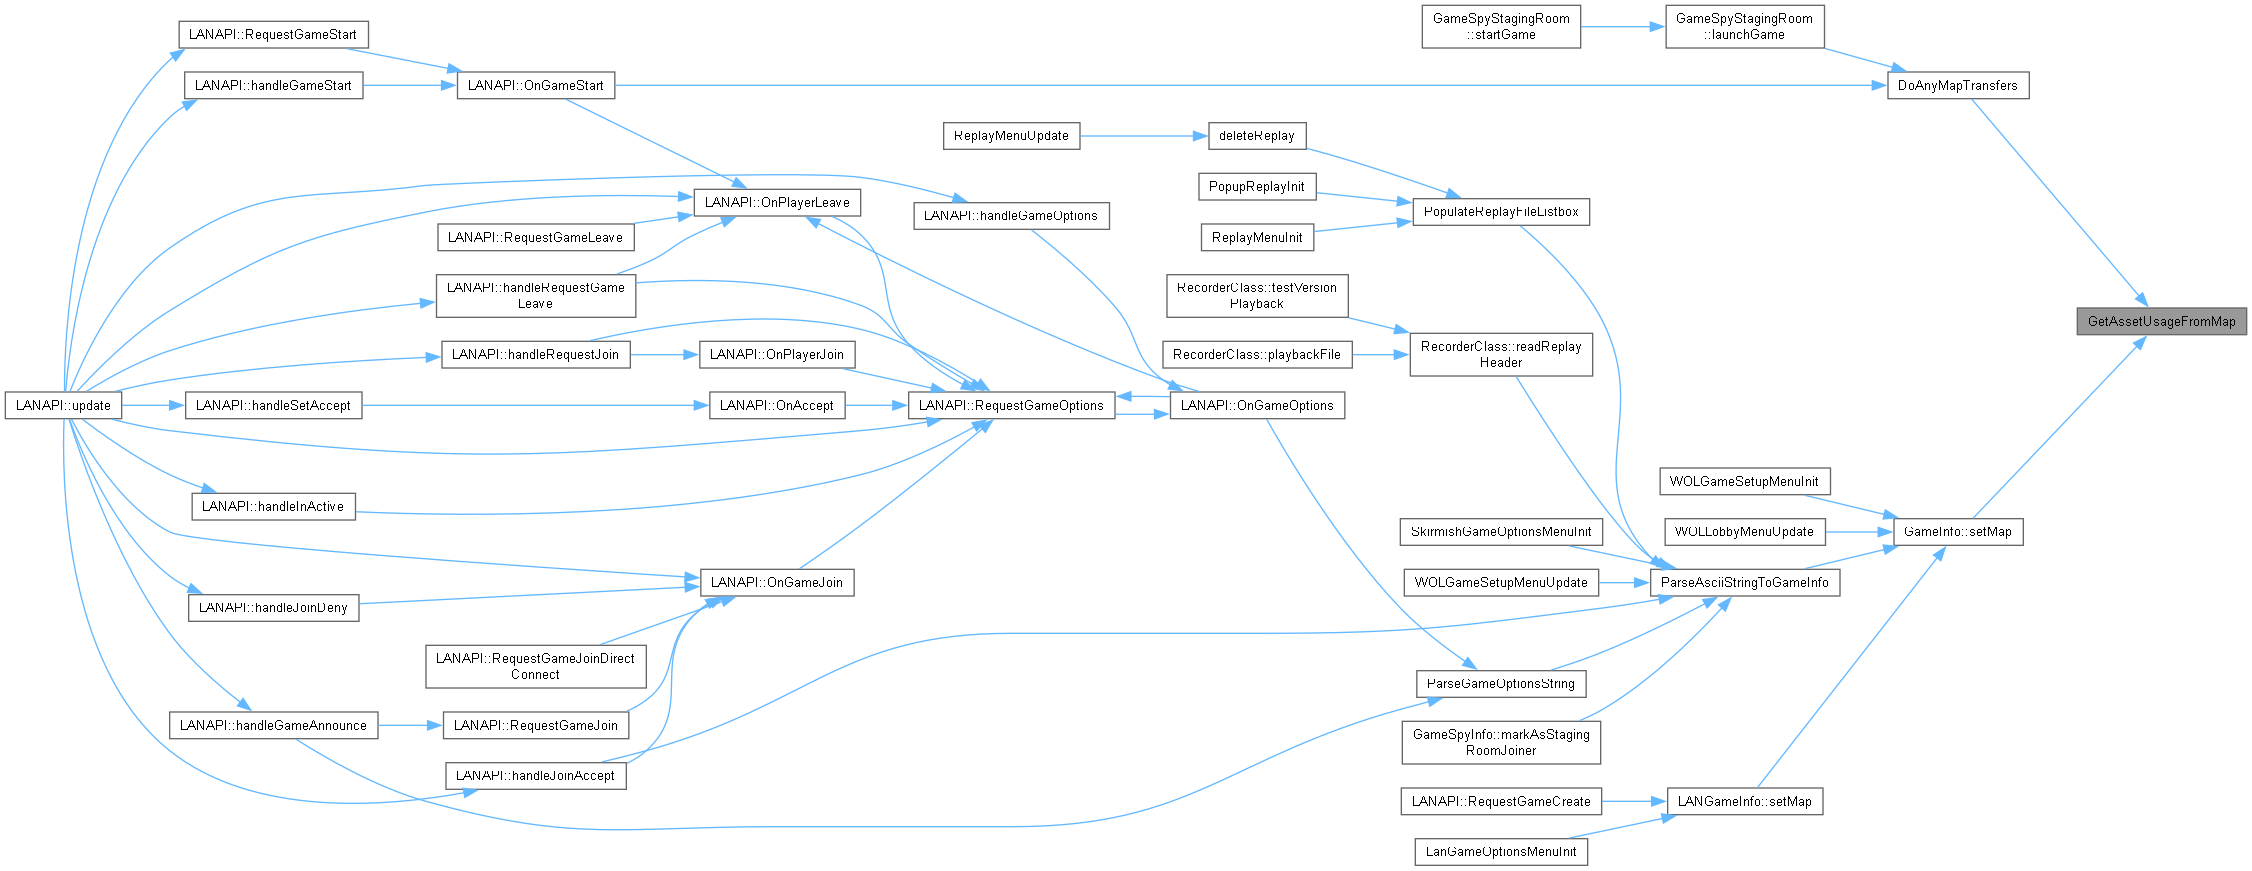 GameSpyStagingRoom
::startGame
GameSpyStagingRoom
::launchGame
LANAPI::RequestGameStart
LANAPI::handleGameStart
LANAPI::OnGameStart
DoAnyMapTransfers
ReplayMenuUpdate
deleteReplay
PopupReplayInit
LANAPI::OnPlayerLeave
LANAPI::handleGameOptions
PopulateReplayFileListbox
LANAPI::RequestGameLeave
ReplayMenuInit
LANAPI::handleRequestGame
Leave
RecorderClass::testVersion
Playback
GetAssetUsageFromMap
LANAPI::handleRequestJoin
LANAPI::OnPlayerJoin
RecorderClass::playbackFile
RecorderClass::readReplay
Header
LANAPI::update
LANAPI::handleSetAccept
LANAPI::OnAccept
LANAPI::RequestGameOptions
LANAPI::OnGameOptions
WOLGameSetupMenuInit
LANAPI::handleInActive
SkirmishGameOptionsMenuInit
WOLLobbyMenuUpdate
GameInfo::setMap
LANAPI::OnGameJoin
WOLGameSetupMenuUpdate
ParseAsciiStringToGameInfo
LANAPI::handleJoinDeny
LANAPI::RequestGameJoinDirect
Connect
ParseGameOptionsString
LANAPI::handleGameAnnounce
LANAPI::RequestGameJoin
GameSpyInfo::markAsStaging
RoomJoiner
LANAPI::handleJoinAccept
LANAPI::RequestGameCreate
LANGameInfo::setMap
LanGameOptionsMenuInit